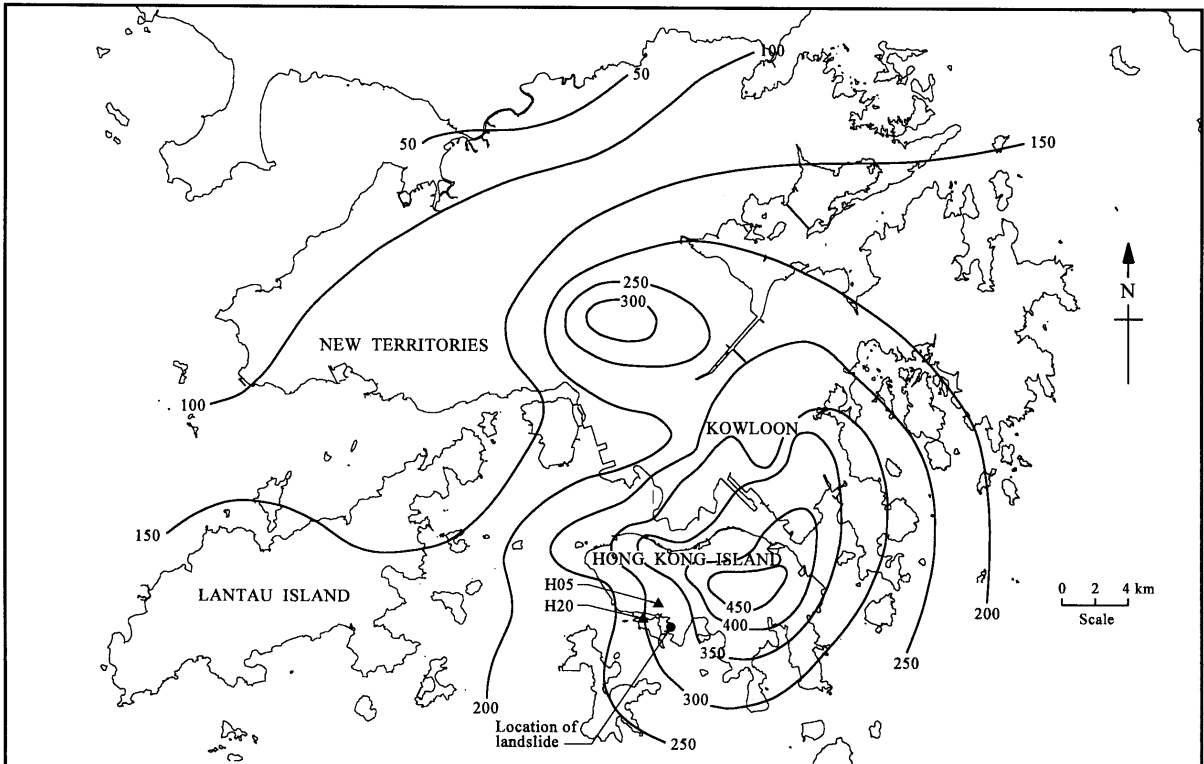 100
50
50
150
250
300
N
NEW TERRITORIES
100
KOWLOON
150
HONG KONG ISLAND
H05
LANTAU ISLAND
H20
450
400
0 2 4 km
Scale
200
350
250
300
200
Location of
landslide
250